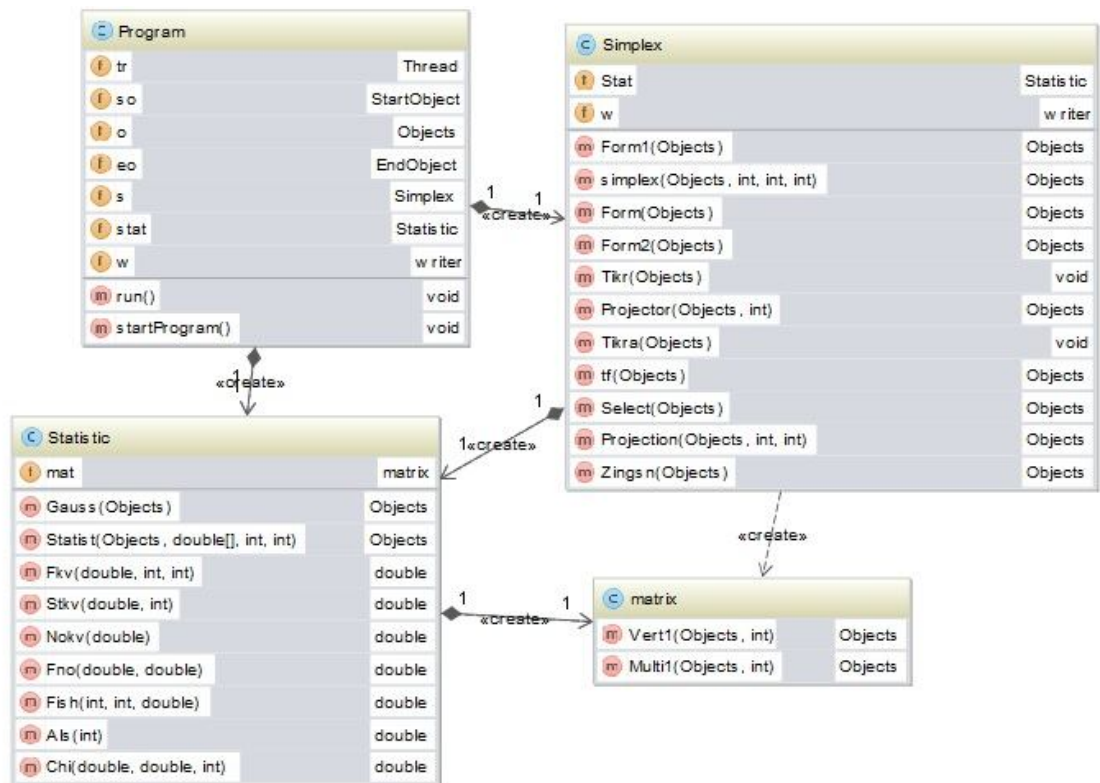 Program
tr Thread
so StartObject
o Objects
eo EndObject
s Simplex
stat Statistic
w writer
run() void
startProgram() void
Simplex
Stat Statistic
w writer
Form1(Objects) Objects
simplex(Objects, int, int, int) Objects
Form(Objects) Objects
Form2(Objects) Objects
Tikr(Objects) void
Projector(Objects, int) Objects
Tikra(Objects) void
tf(Objects) Objects
Select(Objects) Objects
Projection(Objects, int, int) Objects
Zingsn(Objects) Objects
1 «create» 1
1 «create»
1 «create» 1
«create»
Statistic
mat matrix
Gauss(Objects) Objects
Statist(Objects, double[], int, int) Objects
Fkv(double, int, int) double
Stkv(double, int) double
Nokv(double) double
Fno(double, double) double
Fish(int, int, double) double
Als(int) double
Chi(double, double, int) double
1 «create» 1
matrix
Vert1(Objects, int) Objects
Multi1(Objects, int) Objects